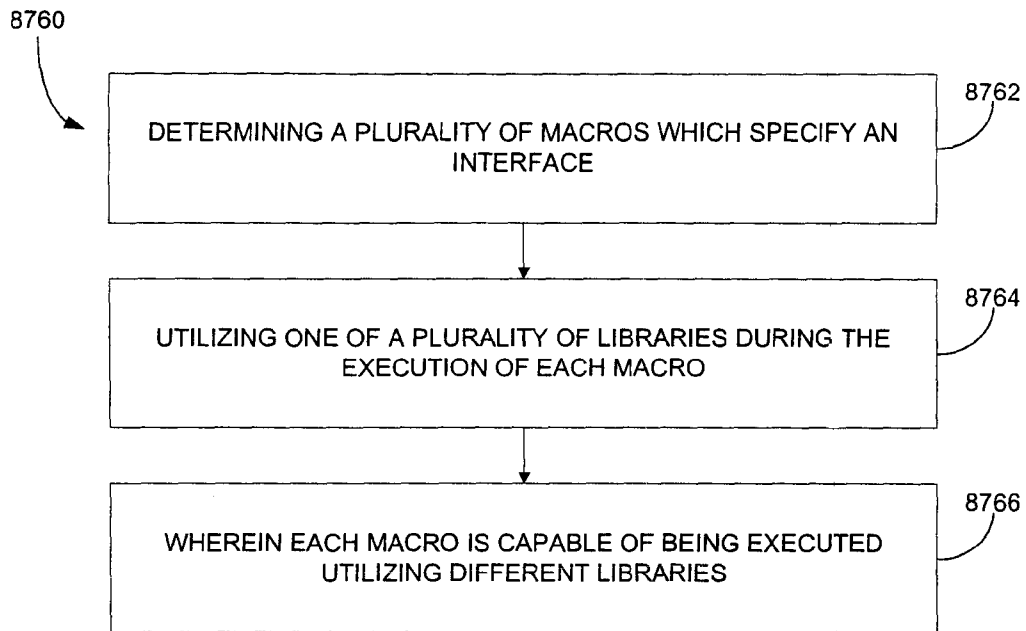 8760
8762
DETERMINING A PLURALITY OF MACROS WHICH SPECIFY AN
INTERFACE
8764
UTILIZING ONE OF A PLURALITY OF LIBRARIES DURING THE
EXECUTION OF EACH MACRO
8766
WHEREIN EACH MACRO IS CAPABLE OF BEING EXECUTED
UTILIZING DIFFERENT LIBRARIES